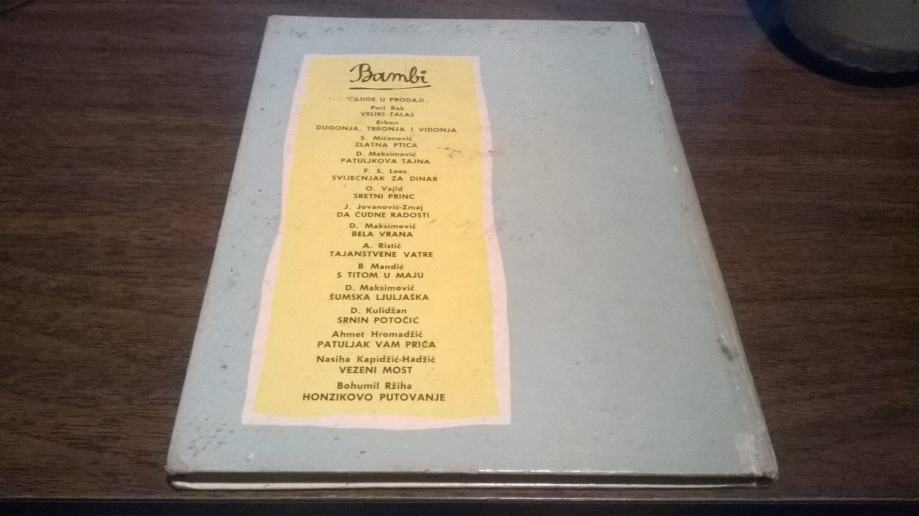 Bambi
KNJIGE U PRODAJI:
Perl Bak
VELIKI TALAS
Erben
DUGONJA, TRBONJA I VIDONJA
S. Mićanović
ZLATNA PTICA
D. Maksimović
PATULJKOVA TAJNA
F. S. Loes
SVIJEĆNJAK ZA DINAR
O. Vajld
SRETNI PRINC
J. Jovanović-Zmaj
DA ČUDNE RADOSTI
D. Maksimović
BELA VRANA
A. Ristić
TAJANSTVENE VATRE
B. Mandić
S TITOM U MAJU
D. Maksimović
ŠUMSKA LJULJAŠKA
D. Kulidžan
SRNIN POTOČIĆ
Ahmet Hromadžić
PATULJAK VAM PRIČA
Nasiha Kapidžić-Hadžić
VEZENI MOST
Bohumil Ržiha
HONZIKOVO PUTOVANJE